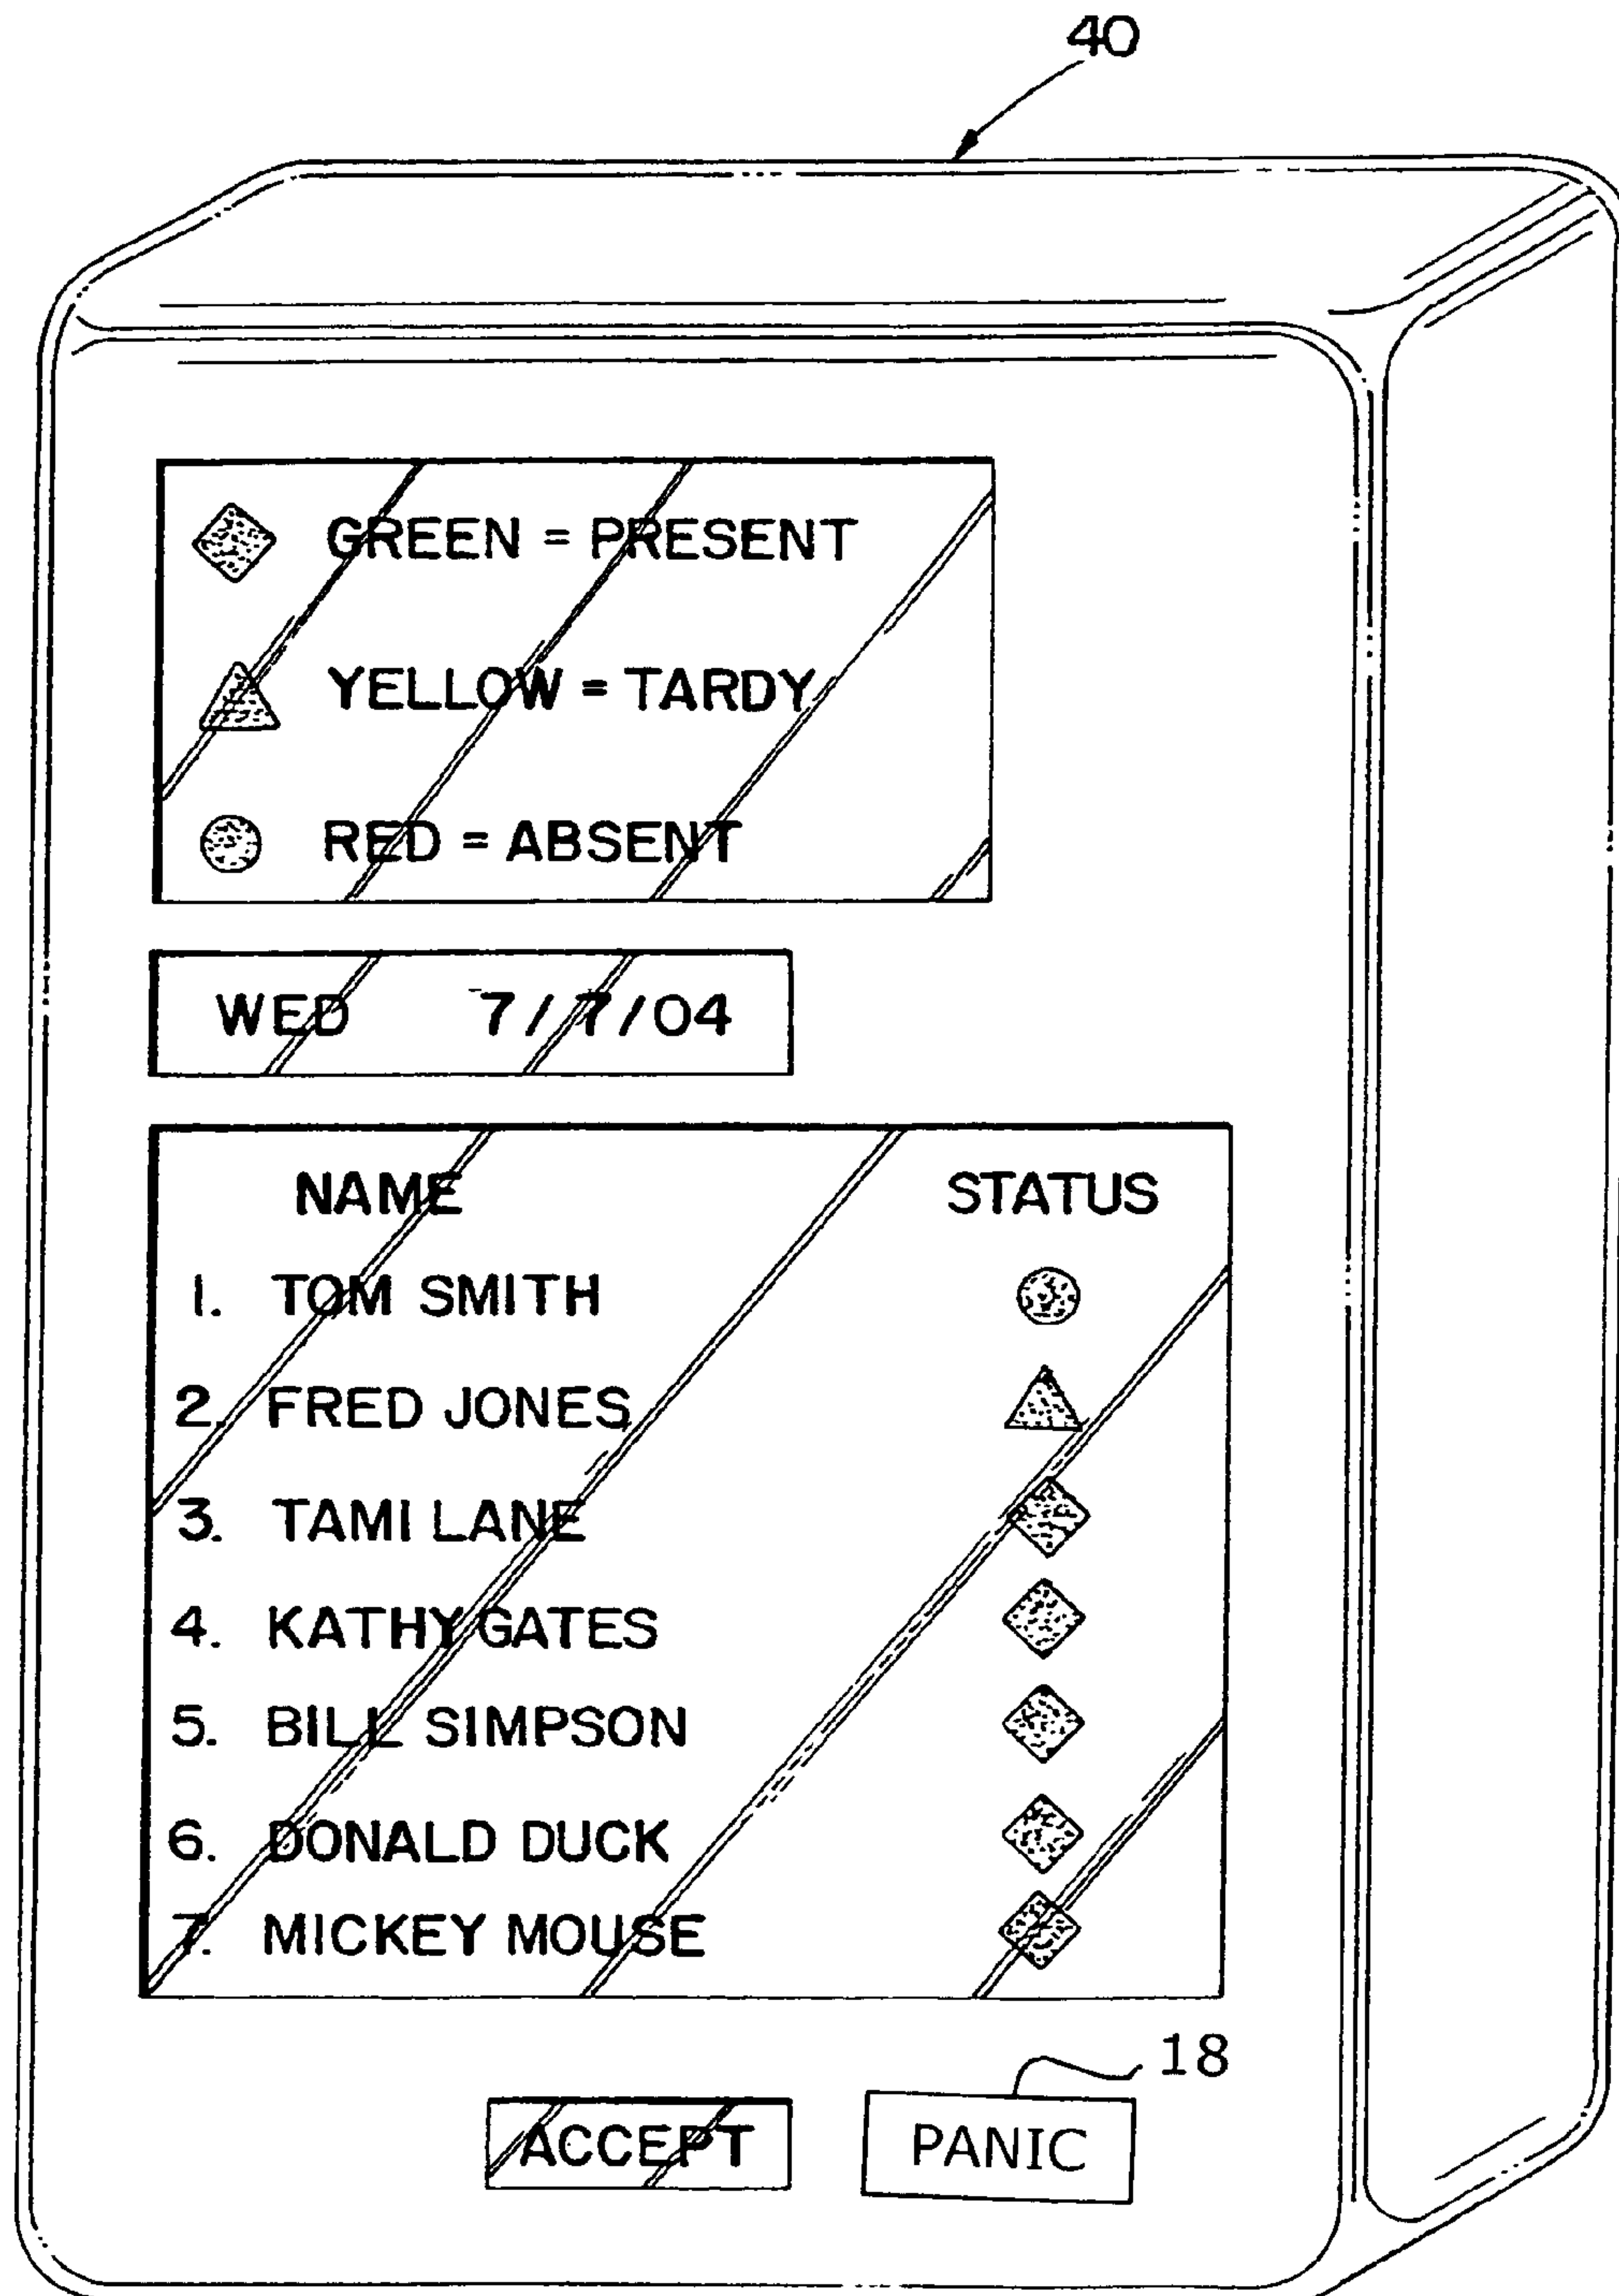 40
GREEN = PRESENT
YELLOW = TARDY
RED = ABSENT
WED 7/7/04
NAME STATUS
1. TOM SMITH
2. FRED JONES
3. TAMI LANE
4. KATHY GATES
5. BILL SIMPSON
6. DONALD DUCK
7. MICKEY MOUSE
18
ACCEPT PANIC